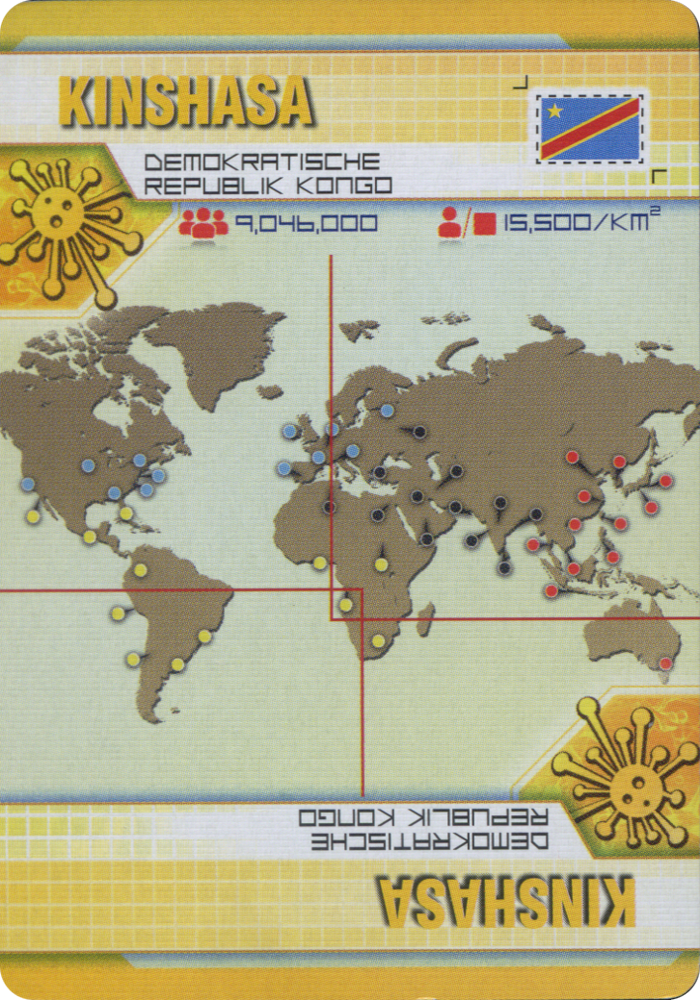 KINSHASA
DEMOKRATISCHE
REPUBLIK KONGO
9,046,000
15,500/KM²
DEMOKRATISCHE
REPUBLIK KONGO
KINSHASA